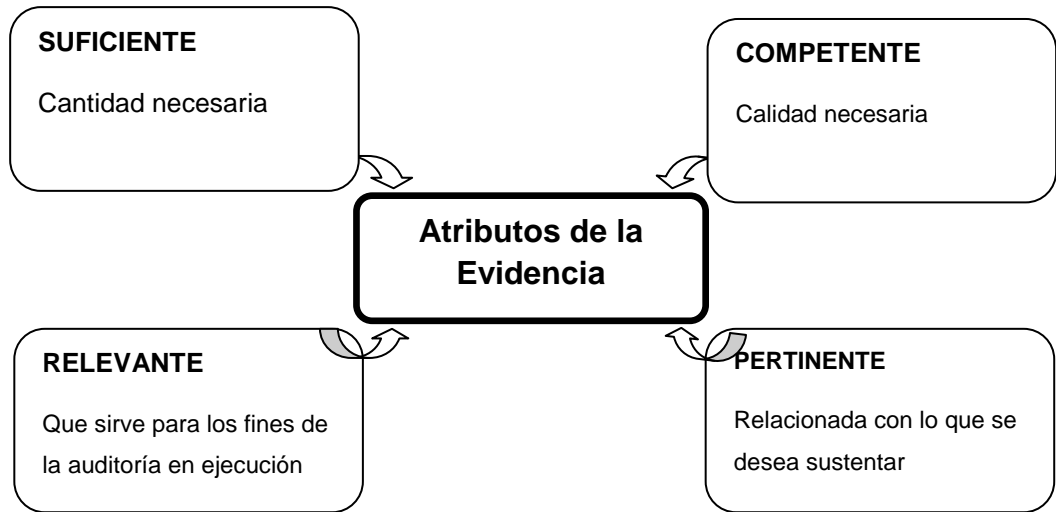 SUFICIENTE
Cantidad necesaria
COMPETENTE
Calidad necesaria
Atributos de la
Evidencia
RELEVANTE
Que sirve para los fines de
la auditoría en ejecución
PERTINENTE
Relacionada con lo que se
desea sustentar